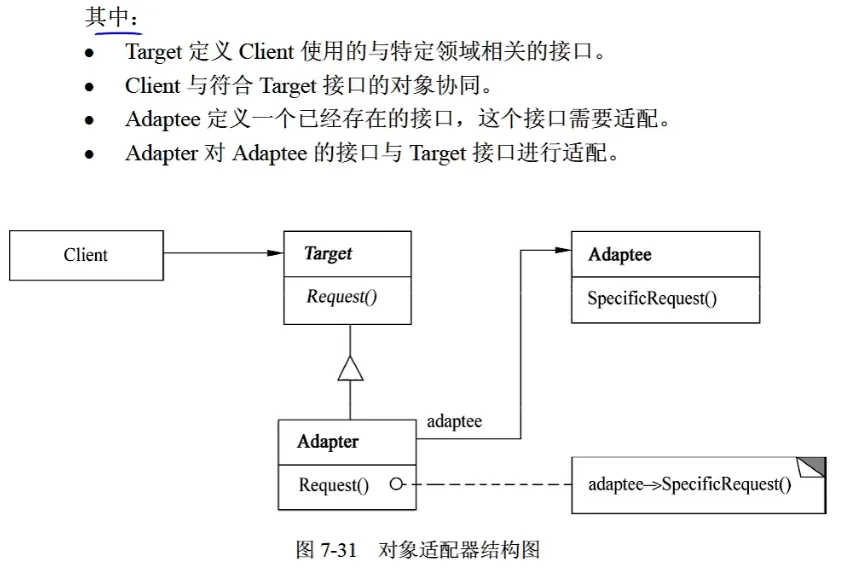 其中：
● Target 定义 Client 使用的与特定领域相关的接口。
● Client 与符合 Target 接口的对象协同。
● Adaptee 定义一个已经存在的接口，这个接口需要适配。
● Adapter 对 Adaptee 的接口与 Target 接口进行适配。
Client
Target
Request()
Adaptee
SpecificRequest()
adaptee
Adapter
Request()
adaptee->SpecificRequest()
图 7-31 对象适配器结构图